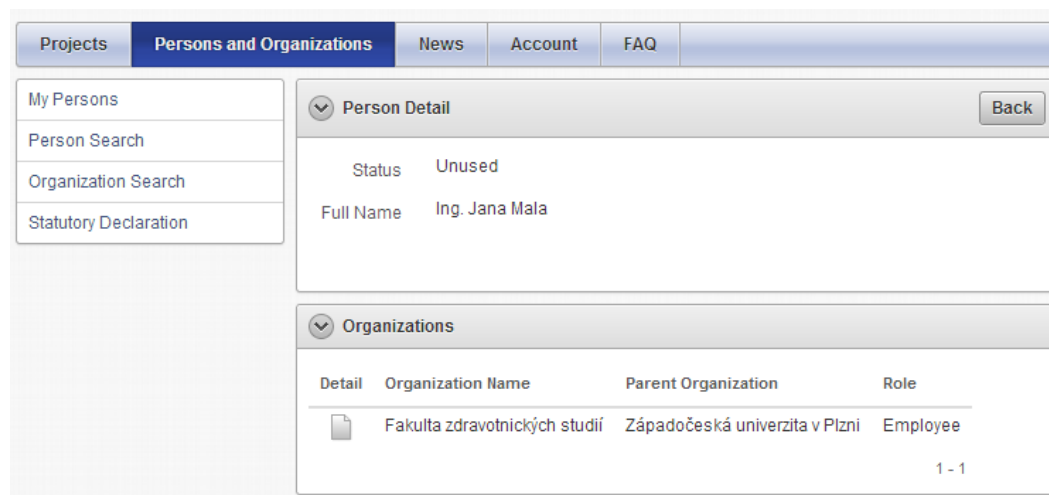 Projects Persons and Organizations News Account FAQ
My Persons
Person Search
Organization Search
Statutory Declaration
Person Detail Back
Status Unused
Full Name Ing. Jana Mala
Organizations
Detail Organization Name Parent Organization Role
Fakulta zdravotnických studií Západočeská univerzita v Plzni Employee
1 - 1